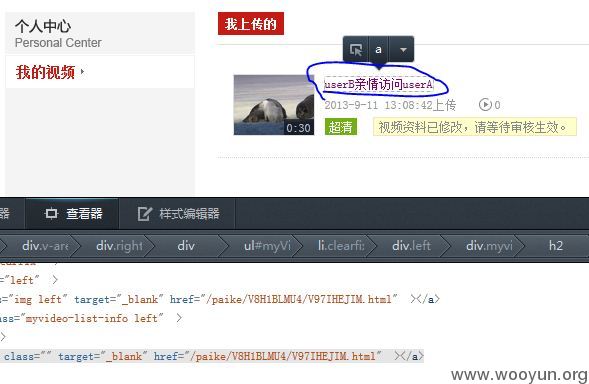 个人中心
Personal Center
我的视频
我上传的
a
userB亲情访问userA
2013-9-11 13:08:42上传 0
0:30
超清 视频资料已修改，请等待审核生效。
器 查看器 样式编辑器
div.v-are div.right div ul#myVi li.clearfix div.left div.myvi h2
="left" >
s="img left" target="_blank" href="/paike/V8H1BLMU4/V97IHEJIM.html" ></a>
ass="myvideo-list-info left" >
>
class="" target="_blank" href="/paike/V8H1BLMU4/V97IHEJIM.html" ></a>
www.wooyun.org